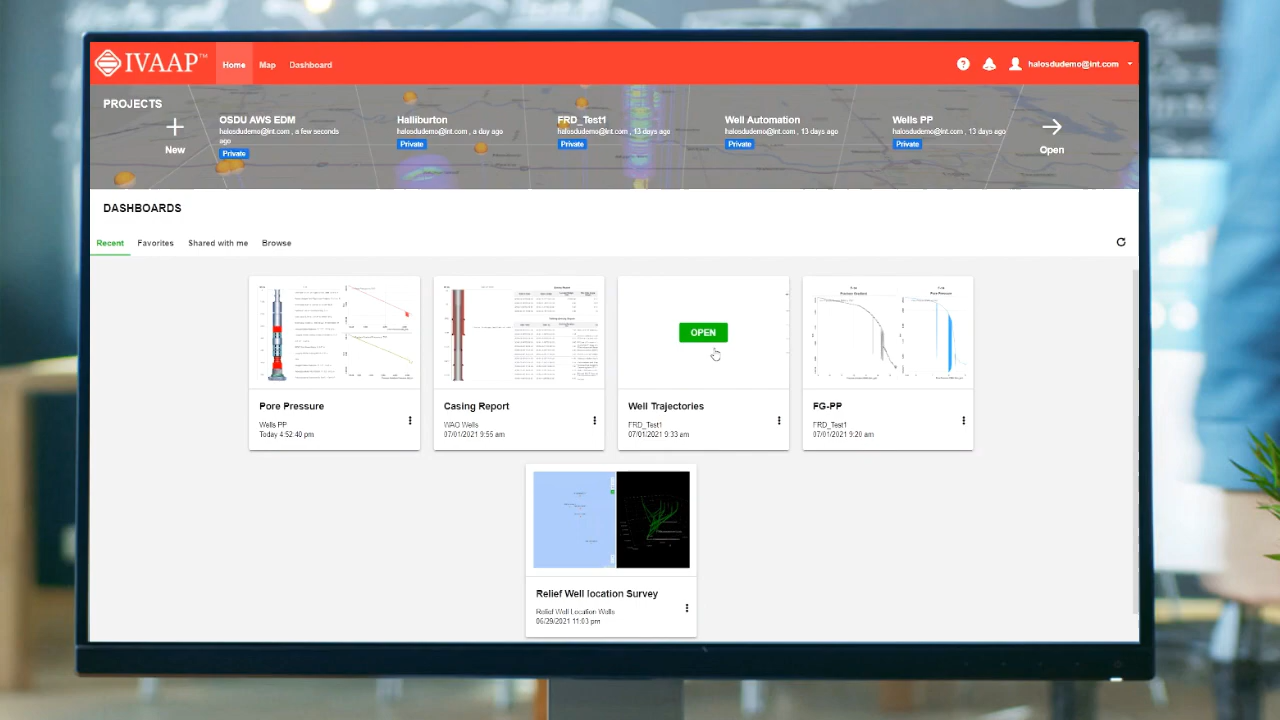 IVAAP™
Home
Map
Dashboard
halosdudemo@int.com
PROJECTS
New
OSDU AWS EDM
halosdudemo@int.com , a few seconds
ago
Private
Halliburton
halosdudemo@int.com , a day ago
Private
FRD_Test1
halosdudemo@int.com , 13 days ago
Private
Well Automation
halosdudemo@int.com , 13 days ago
Private
Wells PP
halosdudemo@int.com , 13 days ago
Private
Open
DASHBOARDS
Recent
Favorites
Shared with me
Browse
OPEN
Pore Pressure
Wells PP
Today 4:52:40 pm
Casing Report
WAO Wells
07/01/2021 9:55 am
Well Trajectories
FRD_Test1
07/01/2021 9:33 am
FG-PP
FRD_Test1
07/01/2021 9:20 am
Relief Well location Survey
Relief Well Location Wells
06/29/2021 11:03 pm